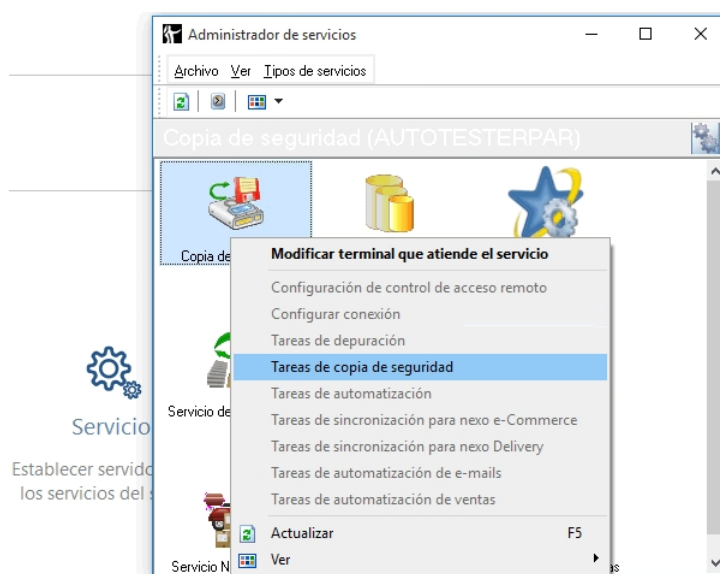 Administrador de servicios
Archivo Ver Tipos de servicios
Copia de seguridad (AUTOTESTERPAR)
Copia de
Modificar terminal que atiende el servicio
Configuración de control de acceso remoto
Configurar conexión
Tareas de depuración
Tareas de copia de seguridad
Tareas de automatización
Tareas de sincronización para nexo e-Commerce
Tareas de sincronización para nexo Delivery
Tareas de automatización de e-mails
Tareas de automatización de ventas
Actualizar F5
Ver
Servicio de
Servicio N
as
Servicio
Establecer servido
los servicios del s